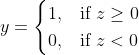 y = { 1, if z ≥ 0
0, if z < 0